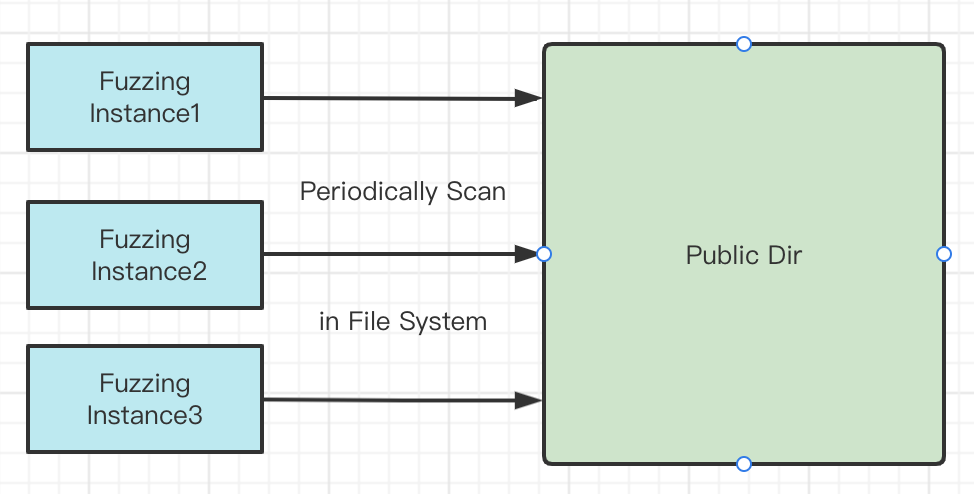 Fuzzing
Instance1
Periodically Scan
Fuzzing
Instance2
Public Dir
in File System
Fuzzing
Instance3